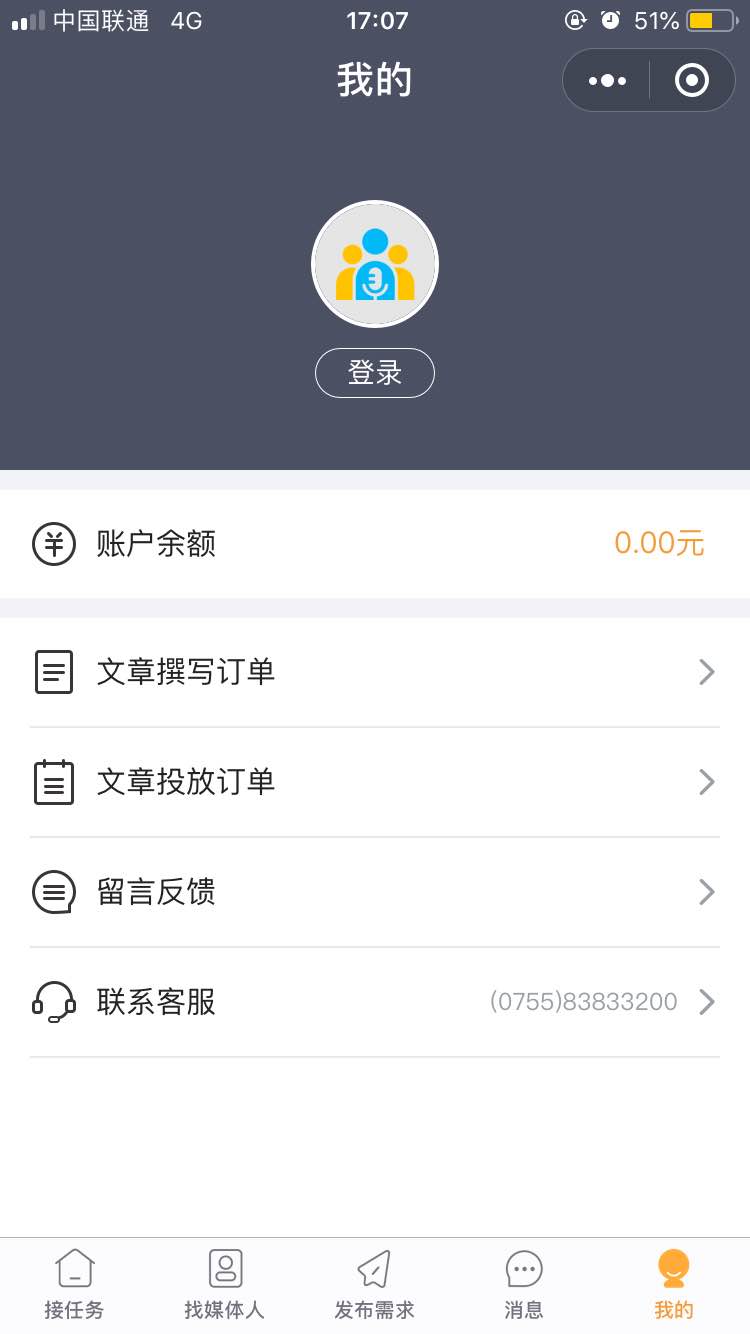 中国联通 4G 17:07 51%
我的
登录
账户余额 0.00元
文章撰写订单
文章投放订单
留言反馈
联系客服 (0755)83833200
接任务 找媒体人 发布需求 消息 我的